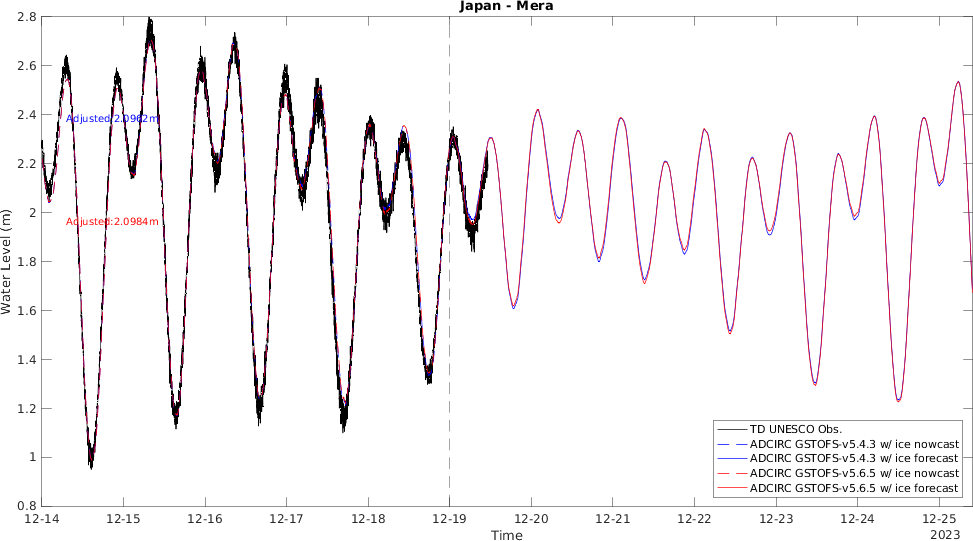 Japan - Mera
2.8
2.6
2.4
2.2
2
1.8
1.6
1.4
1.2
1
0.8
Water Level (m)
Adjusted:2.0962m
Adjusted:2.0984m
TD UNESCO Obs.
ADCIRC GSTOFS-v5.4.3 w/ ice nowcast
ADCIRC GSTOFS-v5.4.3 w/ ice forecast
ADCIRC GSTOFS-v5.6.5 w/ ice nowcast
ADCIRC GSTOFS-v5.6.5 w/ ice forecast
12-14 12-15 12-16 12-17 12-18 12-19 12-20 12-21 12-22 12-23 12-24 12-25
Time
2023